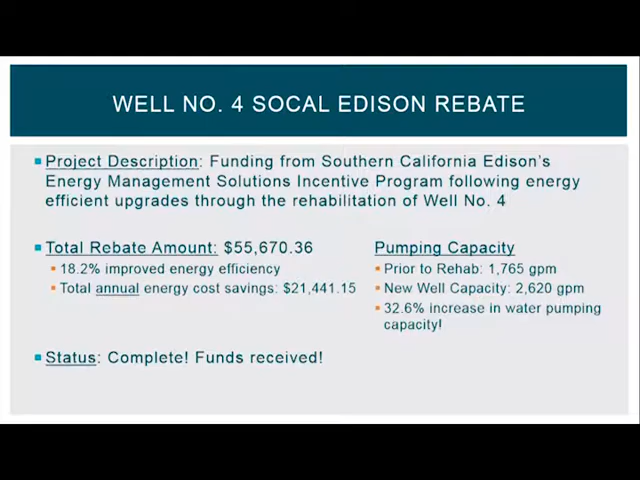 WELL NO. 4 SOCAL EDISON REBATE
Project Description: Funding from Southern California Edison's
Energy Management Solutions Incentive Program following energy
efficient upgrades through the rehabilitation of Well No. 4
Total Rebate Amount: $55,670.36
18.2% improved energy efficiency
Total annual energy cost savings: $21,441.15
Pumping Capacity
Prior to Rehab: 1,765 gpm
New Well Capacity: 2,620 gpm
32.6% increase in water pumping
capacity!
Status: Complete! Funds received!